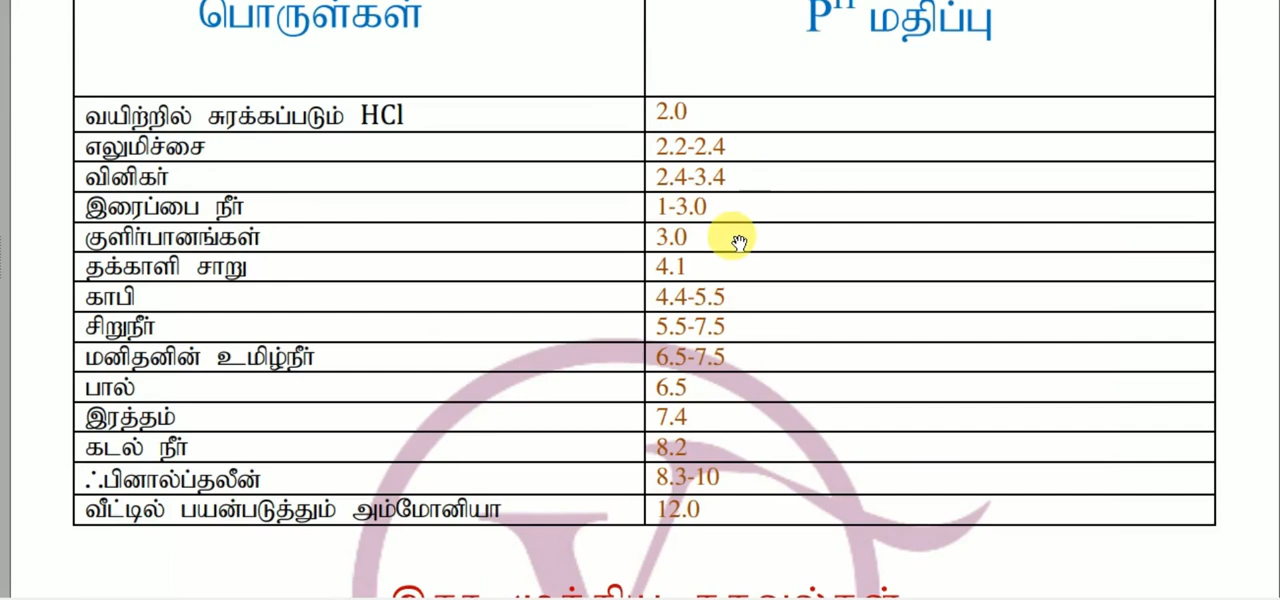 பொருள்கள் P^H மதிப்பு
வயிற்றில் சுரக்கப்படும் HCl 2.0
எலுமிச்சை 2.2-2.4
வினிகர் 2.4-3.4
இரைப்பை நீர் 1-3.0
குளிர்பானங்கள் 3.0
தக்காளி சாறு 4.1
காபி 4.4-5.5
சிறுநீர் 5.5-7.5
மனிதனின் உமிழ்நீர் 6.5-7.5
பால் 6.5
இரத்தம் 7.4
கடல் நீர் 8.2
ஃபினால்ப்தலீன் 8.3-10
வீட்டில் பயன்படுத்தும் அம்மோனியா 12.0